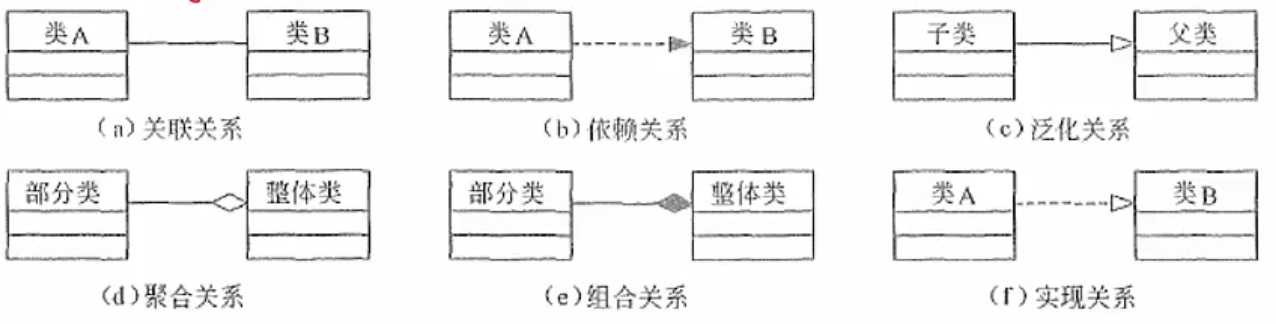 类A 类B 类A 类B 子类 父类
(a)关联关系 (b)依赖关系 (c)泛化关系
部分类 整体类 部分类 整体类 类A 类B
(d)聚合关系 (e)组合关系 (f)实现关系